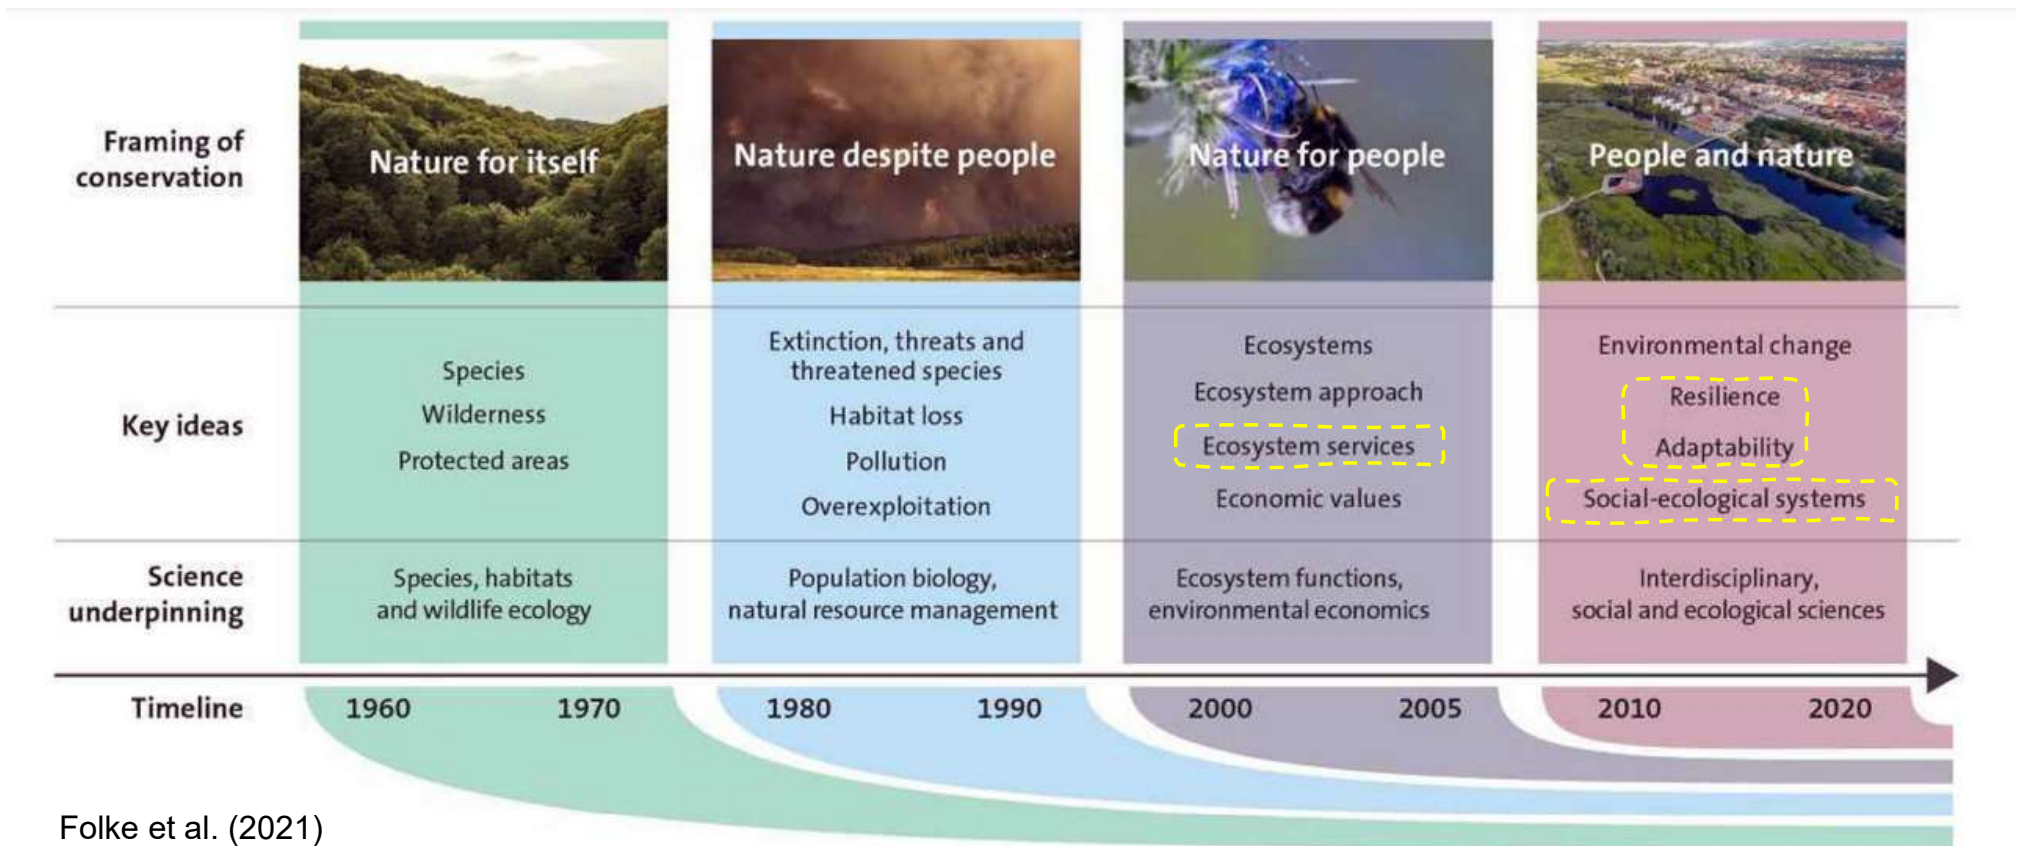 Framing of
conservation
Nature for itself
Nature despite people
Nature for people
People and nature
Key ideas
Species
Wilderness
Protected areas
Extinction, threats and
threatened species
Habitat loss
Pollution
Overexploitation
Ecosystems
Ecosystem approach
Ecosystem services
Economic values
Environmental change
Resilience
Adaptability
Social-ecological systems
Science
underpinning
Species, habitats
and wildlife ecology
Population biology,
natural resource management
Ecosystem functions,
environmental economics
Interdisciplinary,
social and ecological sciences
Timeline
1960 1970 1980 1990 2000 2005 2010 2020
Folke et al. (2021)